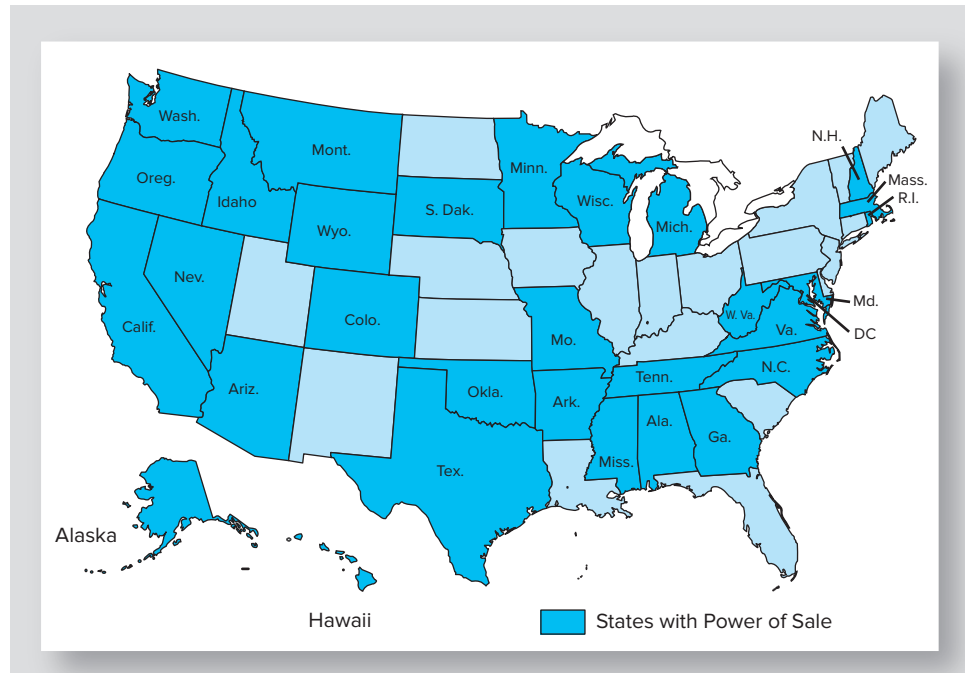 Wash.
Mont.
Minn.
N.H.
Oreg.
Idaho
S. Dak.
Wisc.
Mass.
R.I.
Wyo.
Mich.
Nev.
Calif.
Colo.
Mo.
W. Va.
Va.
Md.
DC
Ariz.
Okla.
Ark.
Tenn.
N.C.
Tex.
Miss.
Ala.
Ga.
Alaska
Hawaii
States with Power of Sale